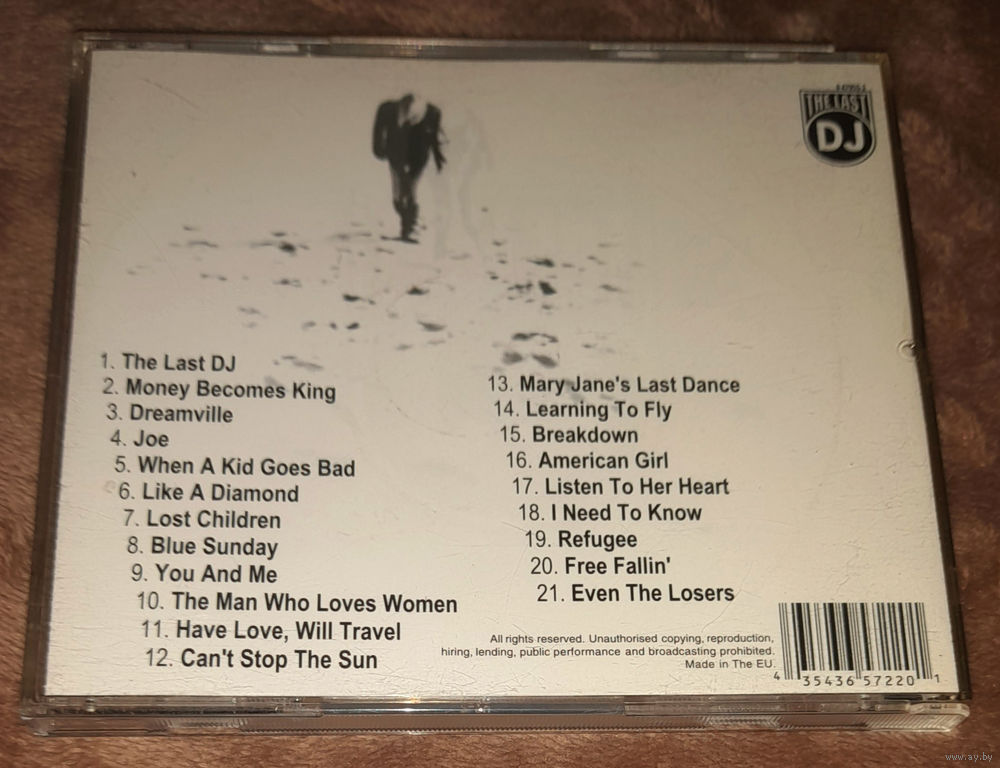 THE LAST
DJ
1. The Last DJ
2. Money Becomes King
3. Dreamville
4. Joe
5. When A Kid Goes Bad
6. Like A Diamond
7. Lost Children
8. Blue Sunday
9. You And Me
10. The Man Who Loves Women
11. Have Love, Will Travel
12. Can't Stop The Sun
13. Mary Jane's Last Dance
14. Learning To Fly
15. Breakdown
16. American Girl
17. Listen To Her Heart
18. I Need To Know
19. Refugee
20. Free Fallin'
21. Even The Losers
All rights reserved. Unauthorised copying, reproduction,
hiring, lending, public performance and broadcasting prohibited.
Made in The EU.
4 35436 57220 1
www.ay.by